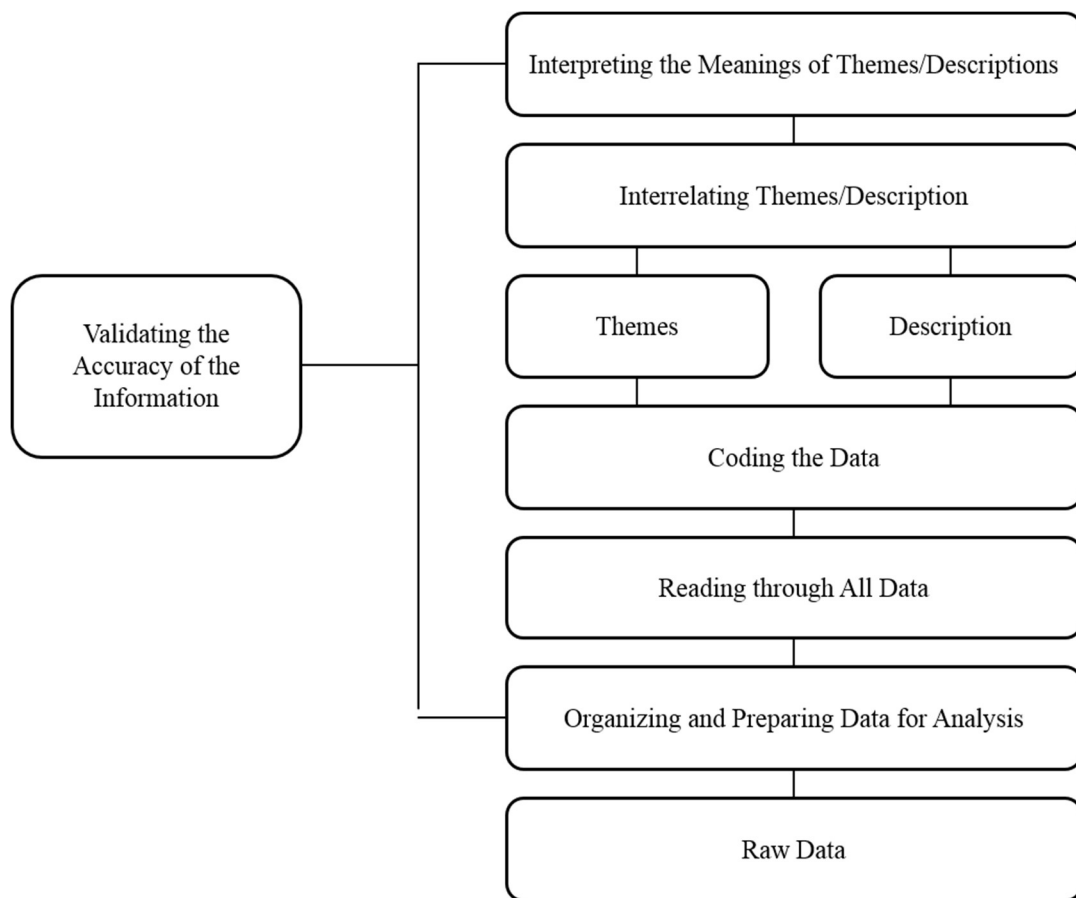 Interpreting the Meanings of Themes/Descriptions
Interrelating Themes/Description
Themes
Description
Validating the
Accuracy of the
Information
Coding the Data
Reading through All Data
Organizing and Preparing Data for Analysis
Raw Data